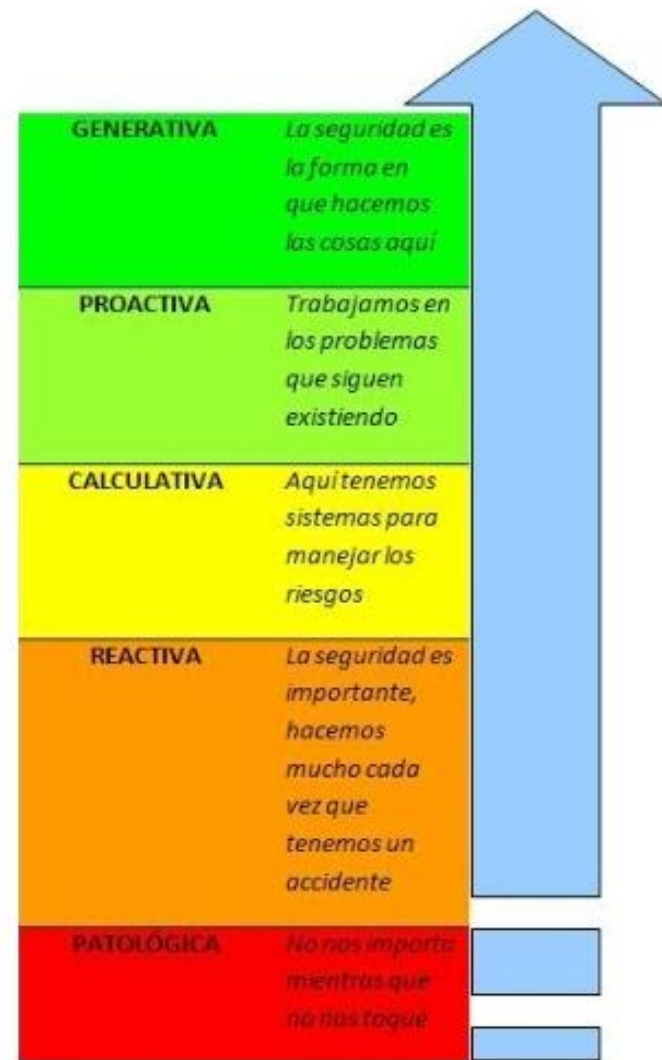 GENERATIVA
La seguridad es
la forma en
que hacemos
las cosas aquí
PROACTIVA
Trabajamos en
los problemas
que siguen
existiendo
CALCULATIVA
Aquí tenemos
sistemas para
manejar los
riesgos
REACTIVA
La seguridad es
importante,
hacemos
mucho cada
vez que
tenemos un
accidente
PATOLÓGICA
No nos importa
mientras que
no nos toque